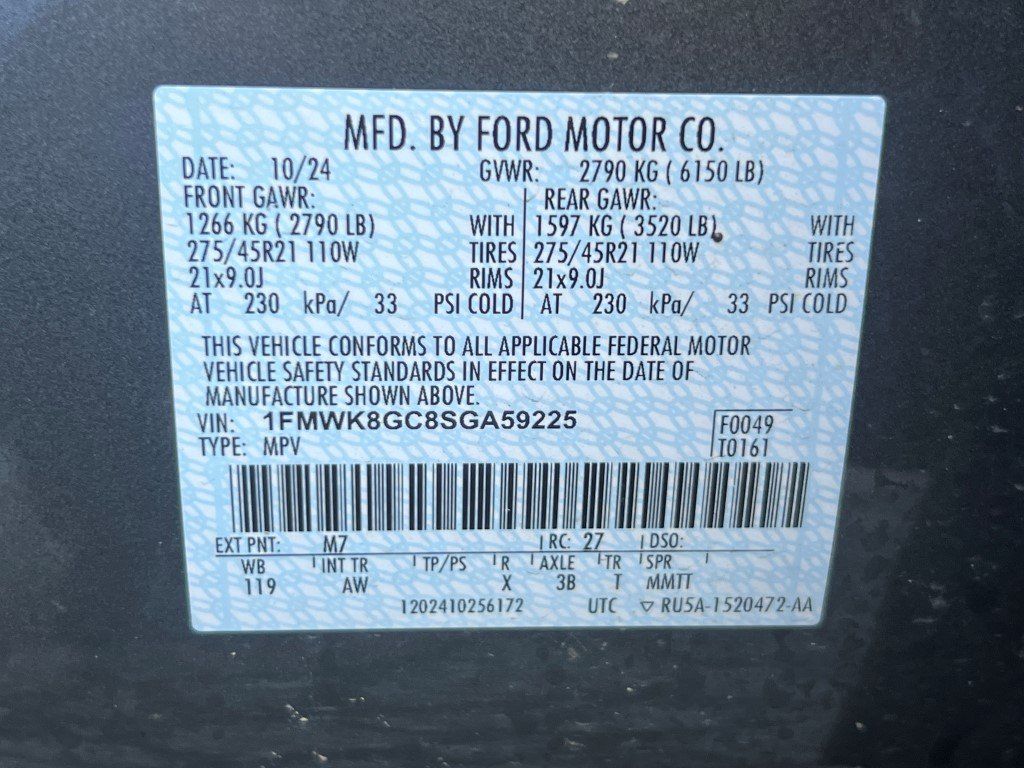 MFD. BY FORD MOTOR CO.
DATE: 10/24 GVWR: 2790 KG ( 6150 LB)
FRONT GAWR: REAR GAWR:
1266 KG ( 2790 LB) WITH 1597 KG ( 3520 LB) WITH
275/45R21 110W TIRES 275/45R21 110W TIRES
21x9.0J RIMS 21x9.0J RIMS
AT 230 kPa/ 33 PSI COLD AT 230 kPa/ 33 PSI COLD
THIS VEHICLE CONFORMS TO ALL APPLICABLE FEDERAL MOTOR
VEHICLE SAFETY STANDARDS IN EFFECT ON THE DATE OF
MANUFACTURE SHOWN ABOVE.
VIN: 1FMWK8GC8SGA59225 F0049
TYPE: MPV T0161
EXT PNT: M7 RC: 27 DSO:
WB INT TR TP/PS R AXLE TR SPR
119 AW X 3B T MMTT
1202410256172 UTC ▽ RU5A-1520472-AA